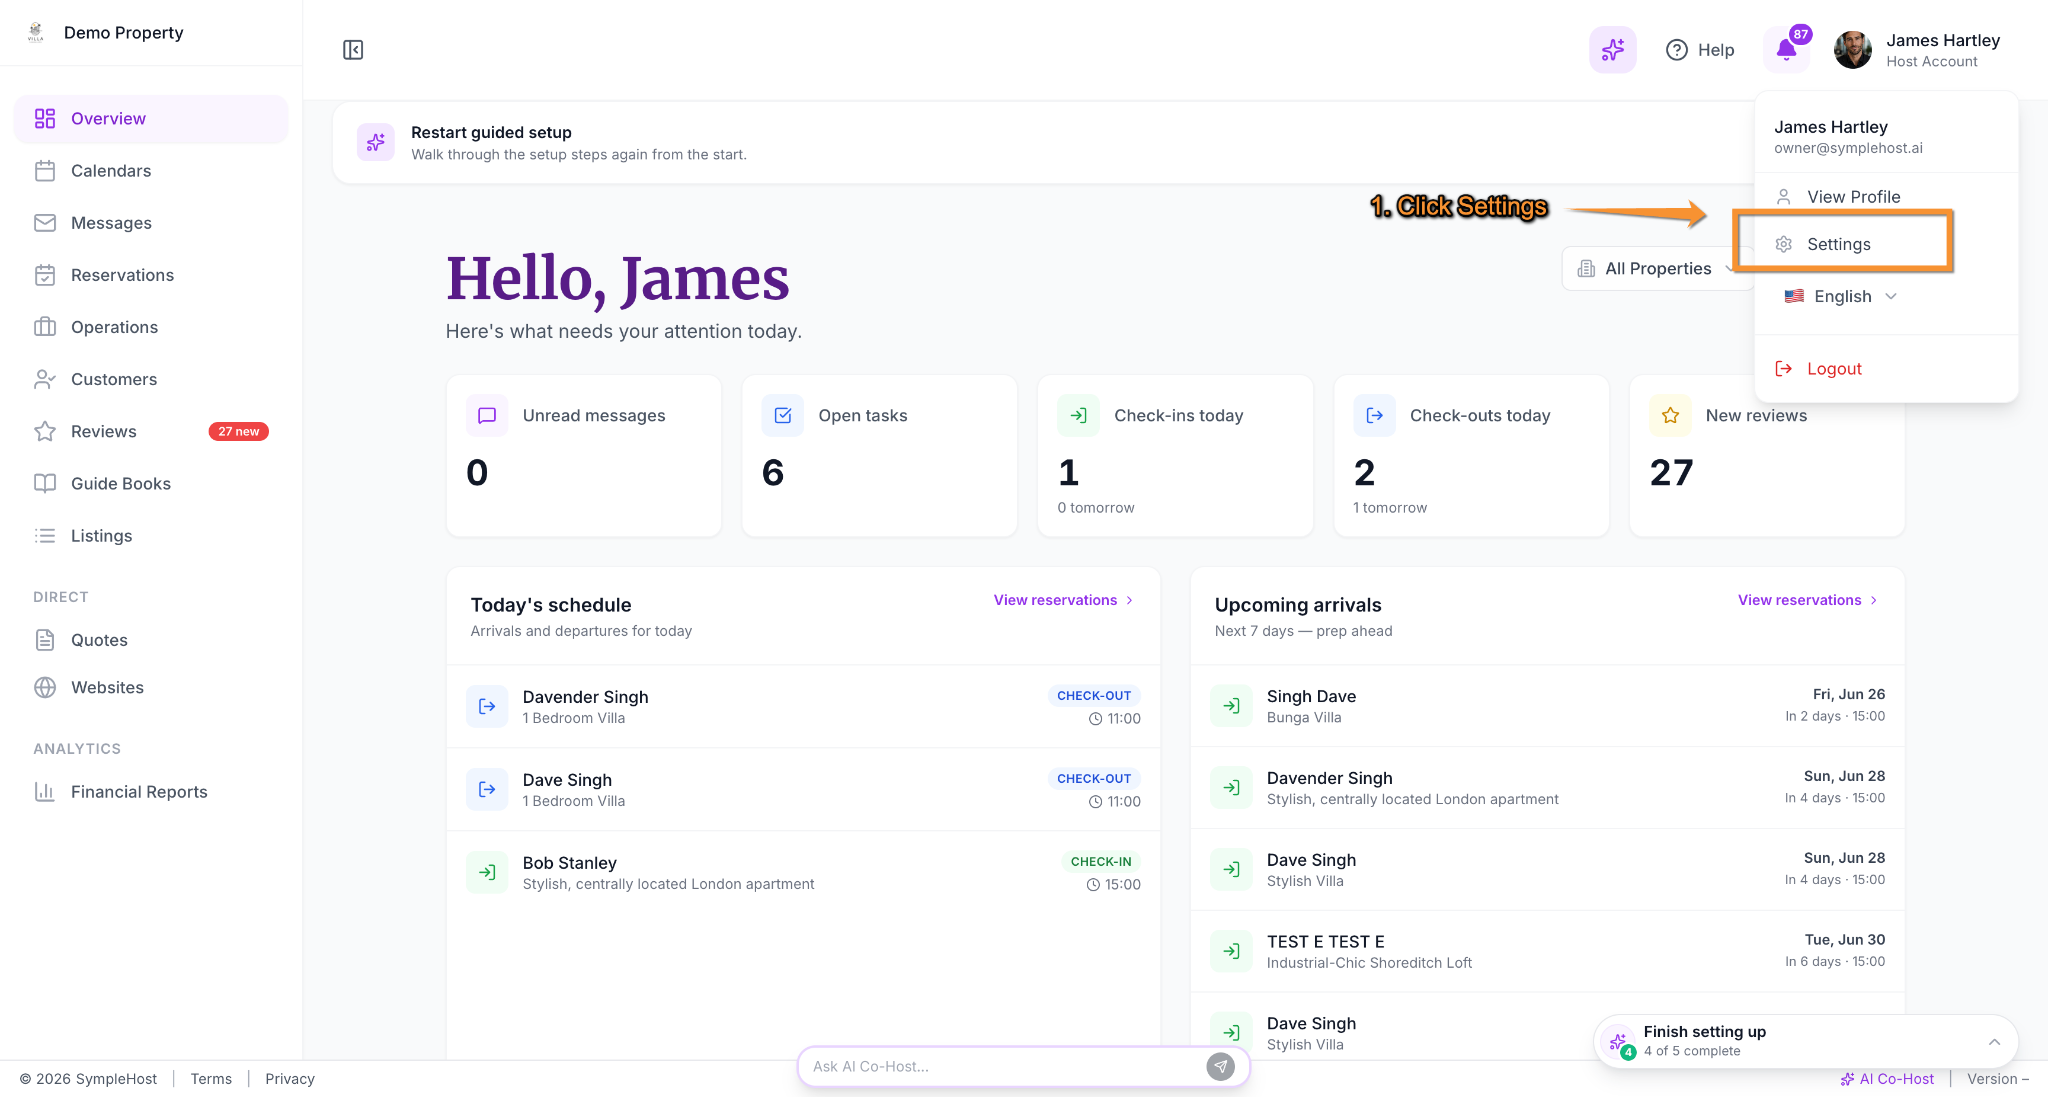 Demo Property
Overview
Calendars
Messages
Reservations
Operations
Customers
Reviews
27 new
Guide Books
Listings
DIRECT
Quotes
Websites
ANALYTICS
Financial Reports
Help
87
James Hartley
Host Account
Restart guided setup
Walk through the setup steps again from the start.
James Hartley
owner@symplehost.ai
View Profile
1. Click Settings
Settings
English
Logout
Hello, James
Here's what needs your attention today.
All Properties
Unread messages
0
Open tasks
6
Check-ins today
1
0 tomorrow
Check-outs today
2
1 tomorrow
New reviews
27
Today's schedule
View reservations
Arrivals and departures for today
Davender Singh
CHECK-OUT
1 Bedroom Villa
11:00
Dave Singh
CHECK-OUT
1 Bedroom Villa
11:00
Bob Stanley
CHECK-IN
Stylish, centrally located London apartment
15:00
Upcoming arrivals
View reservations
Next 7 days — prep ahead
Singh Dave
Fri, Jun 26
Bunga Villa
In 2 days · 15:00
Davender Singh
Sun, Jun 28
Stylish, centrally located London apartment
In 4 days · 15:00
Dave Singh
Sun, Jun 28
Stylish Villa
In 4 days · 15:00
TEST E TEST E
Tue, Jun 30
Industrial-Chic Shoreditch Loft
In 6 days · 15:00
Dave Singh
Stylish Villa
Finish setting up
4
4 of 5 complete
Ask AI Co-Host...
© 2026 SympleHost
Terms
Privacy
AI Co-Host
Version –